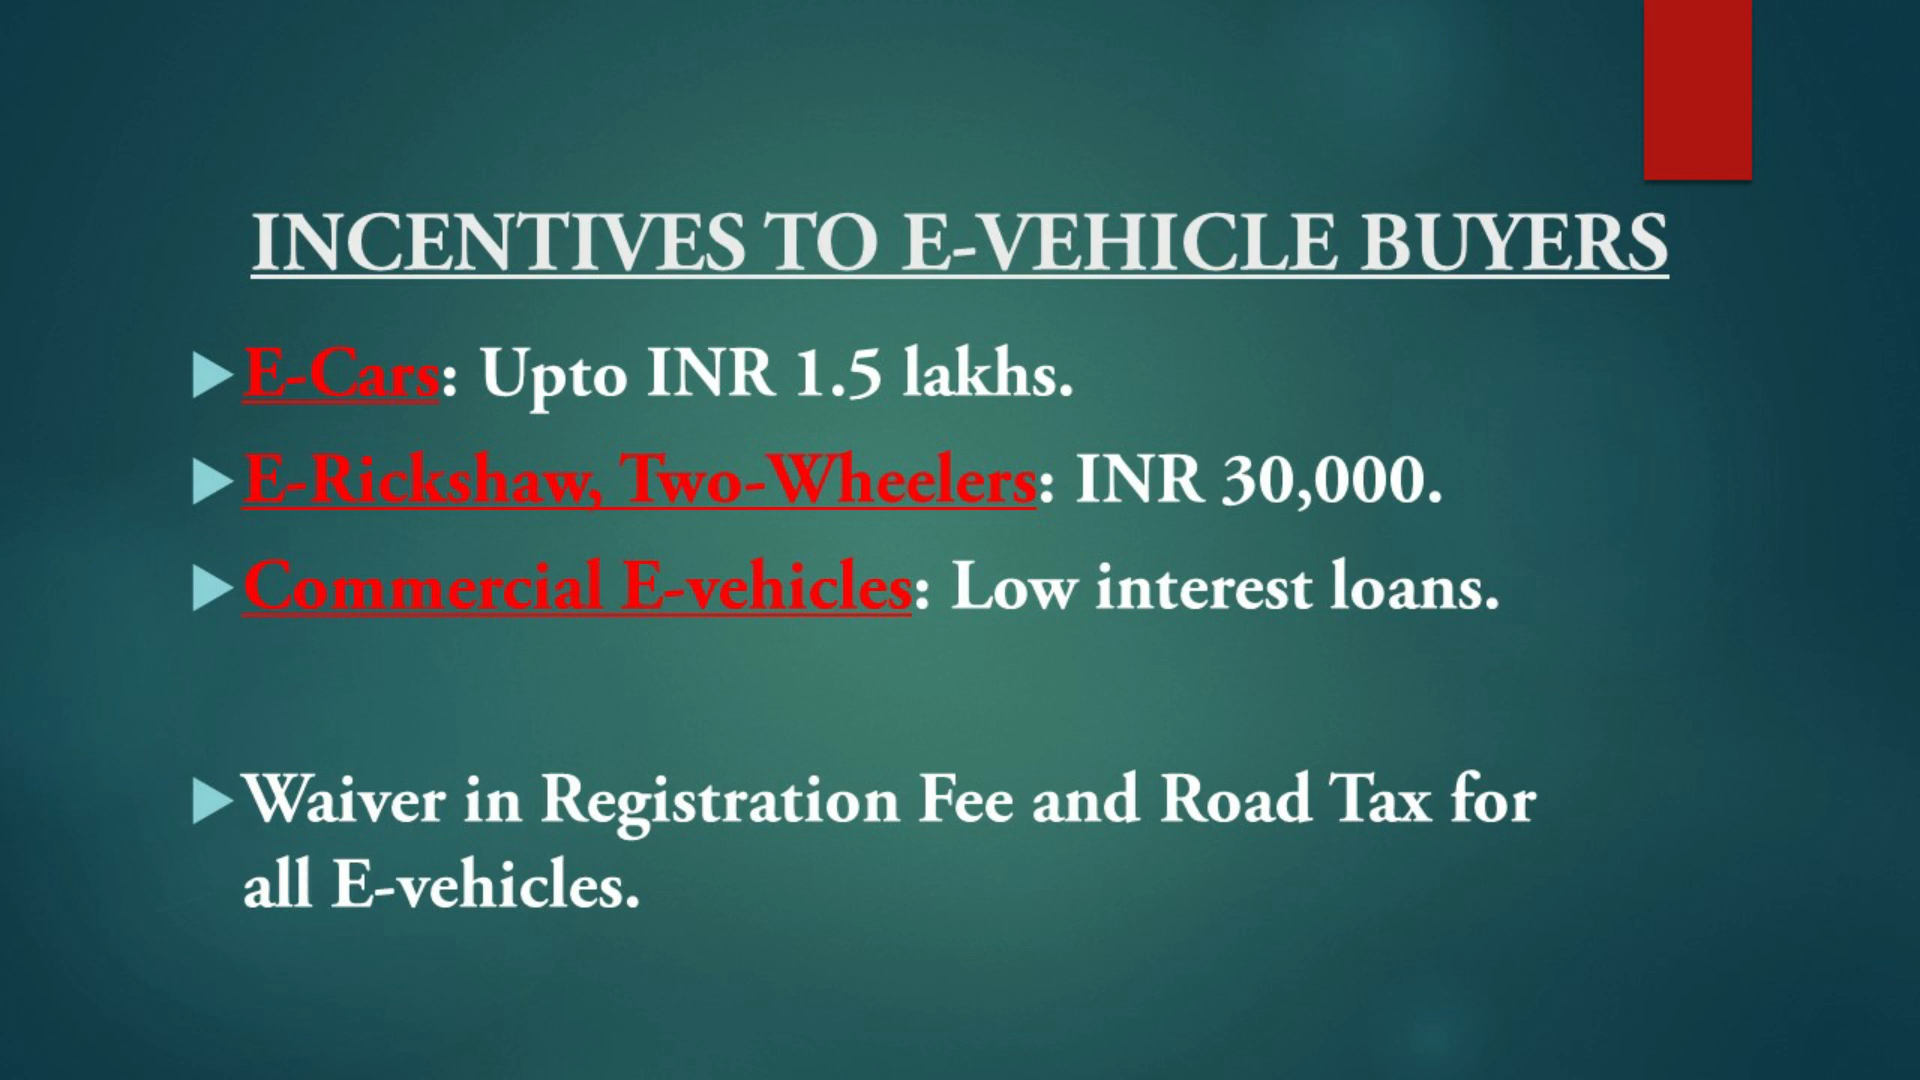 INCENTIVES TO E-VEHICLE BUYERS
E-Cars: Upto INR 1.5 lakhs.
E-Rickshaw, Two-Wheelers: INR 30,000.
Commercial E-vehicles: Low interest loans.
Waiver in Registration Fee and Road Tax for
all E-vehicles.